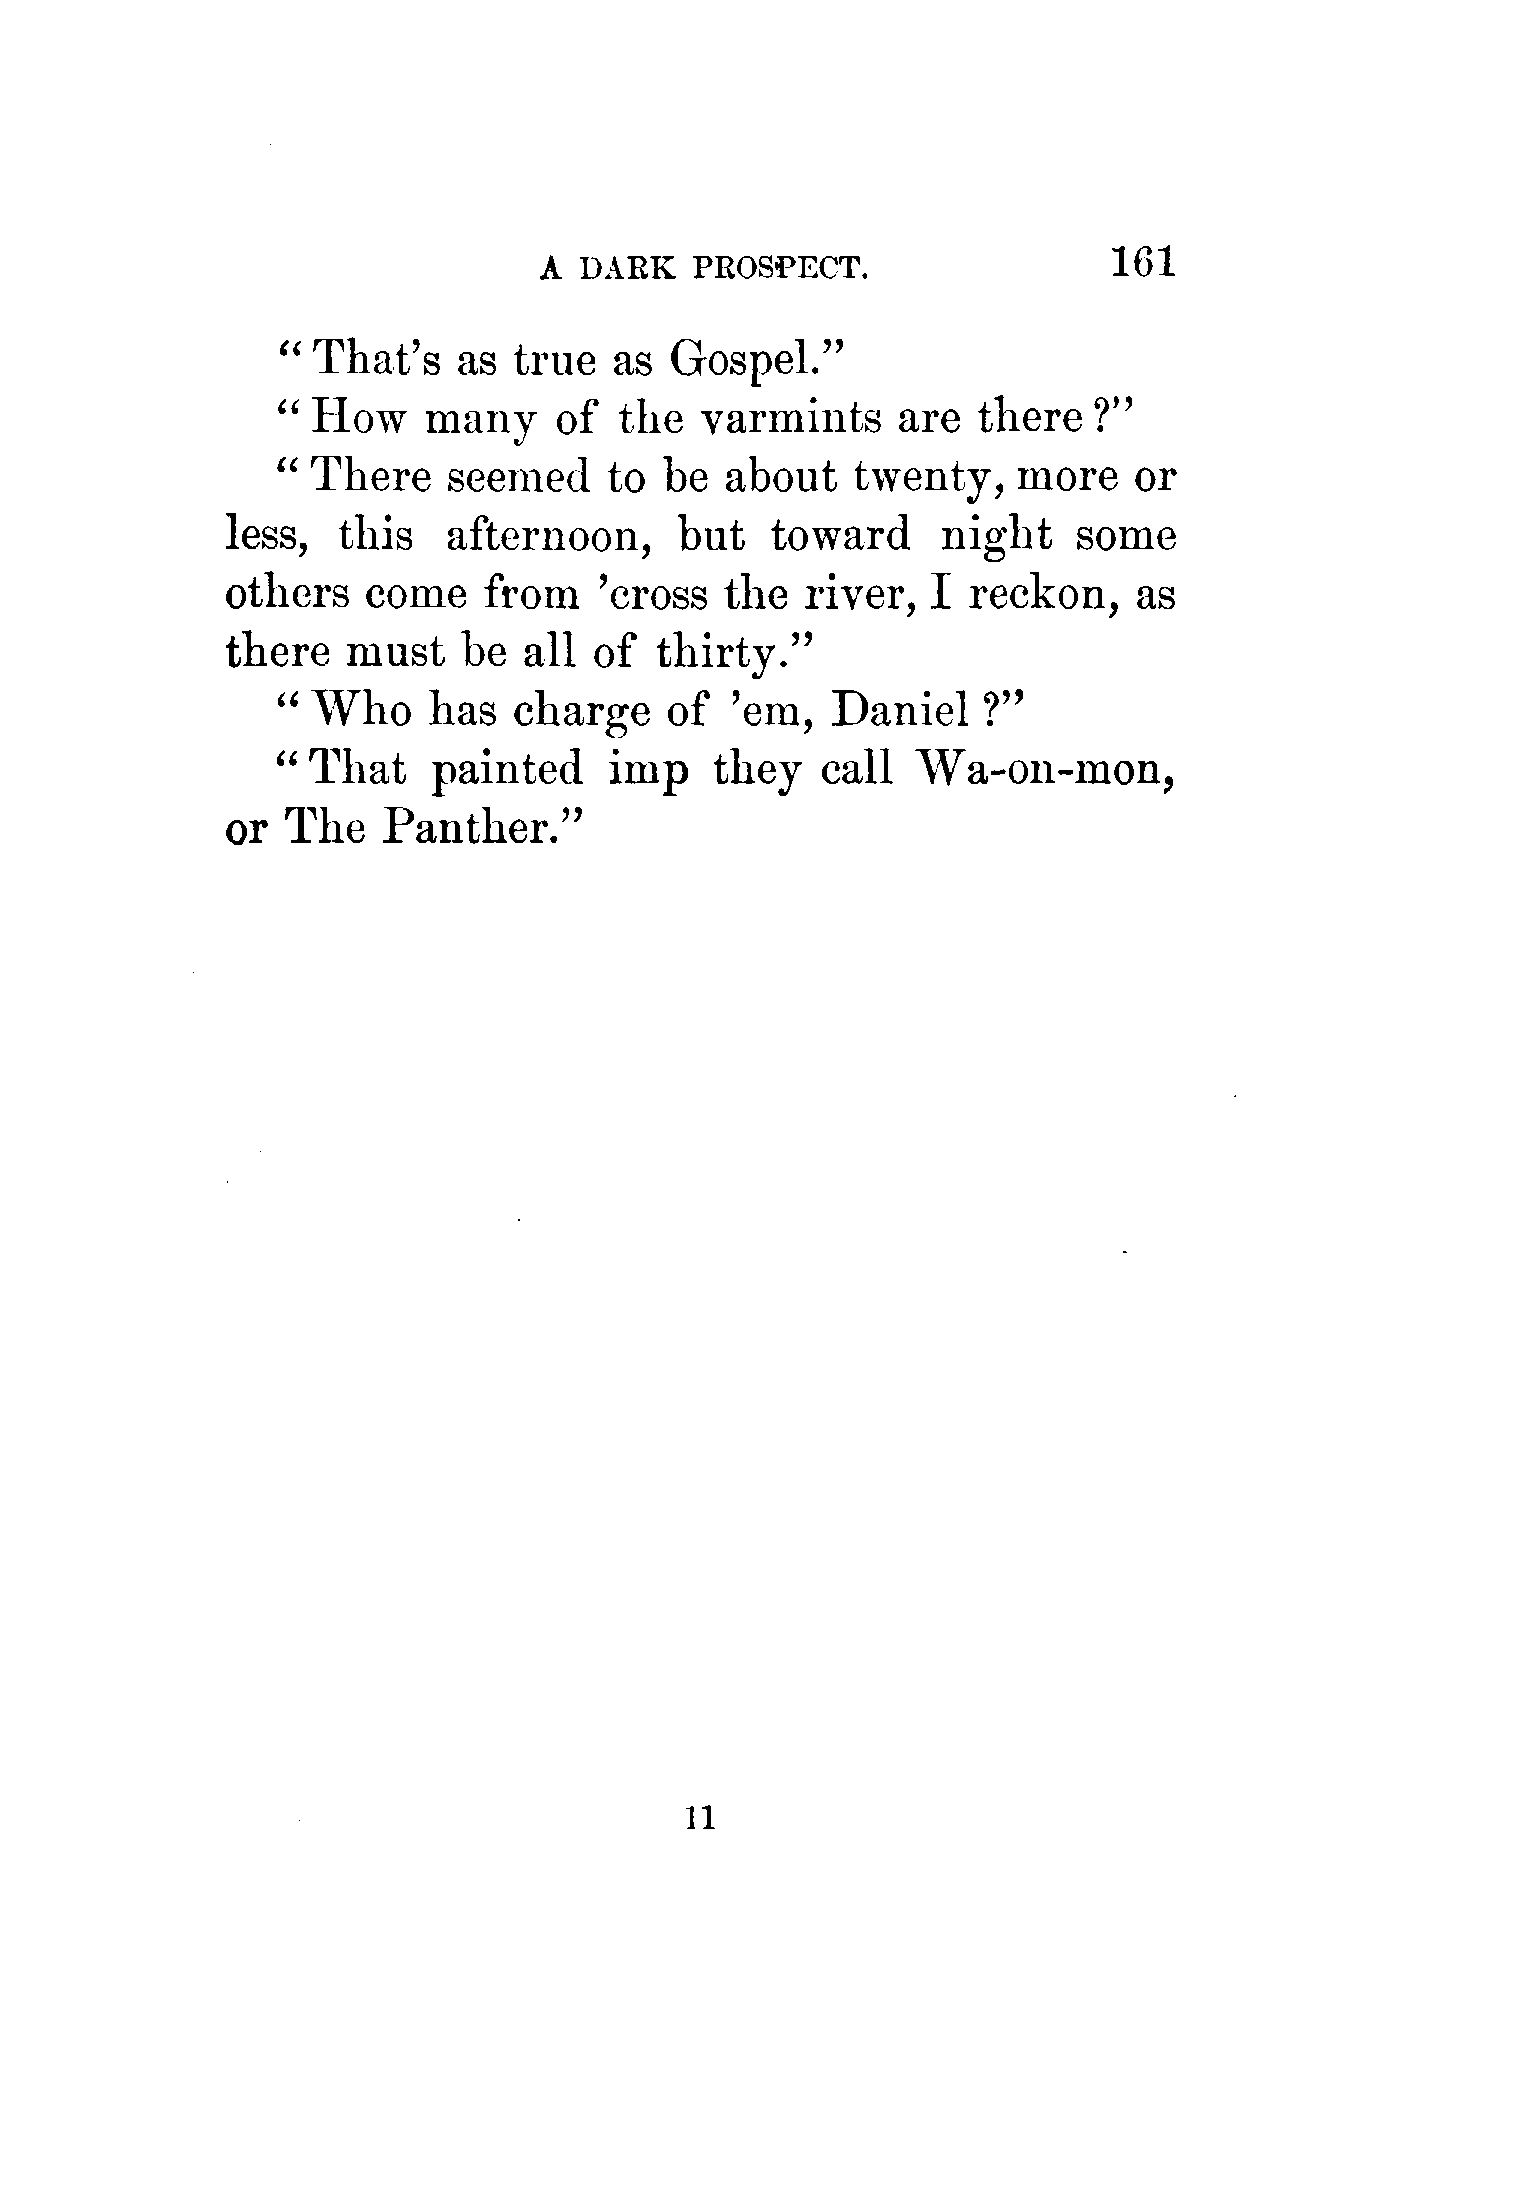 A DARK PROSPECT. 161
“That’s as true as Gospel.”
“How many of the varmints are there?”
“There seemed to be about twenty, more or
less, this afternoon, but toward night some
others come from ’cross the river, I reckon, as
there must be all of thirty.”
“Who has charge of ’em, Daniel?”
“That painted imp they call Wa-on-mon,
or The Panther.”
11